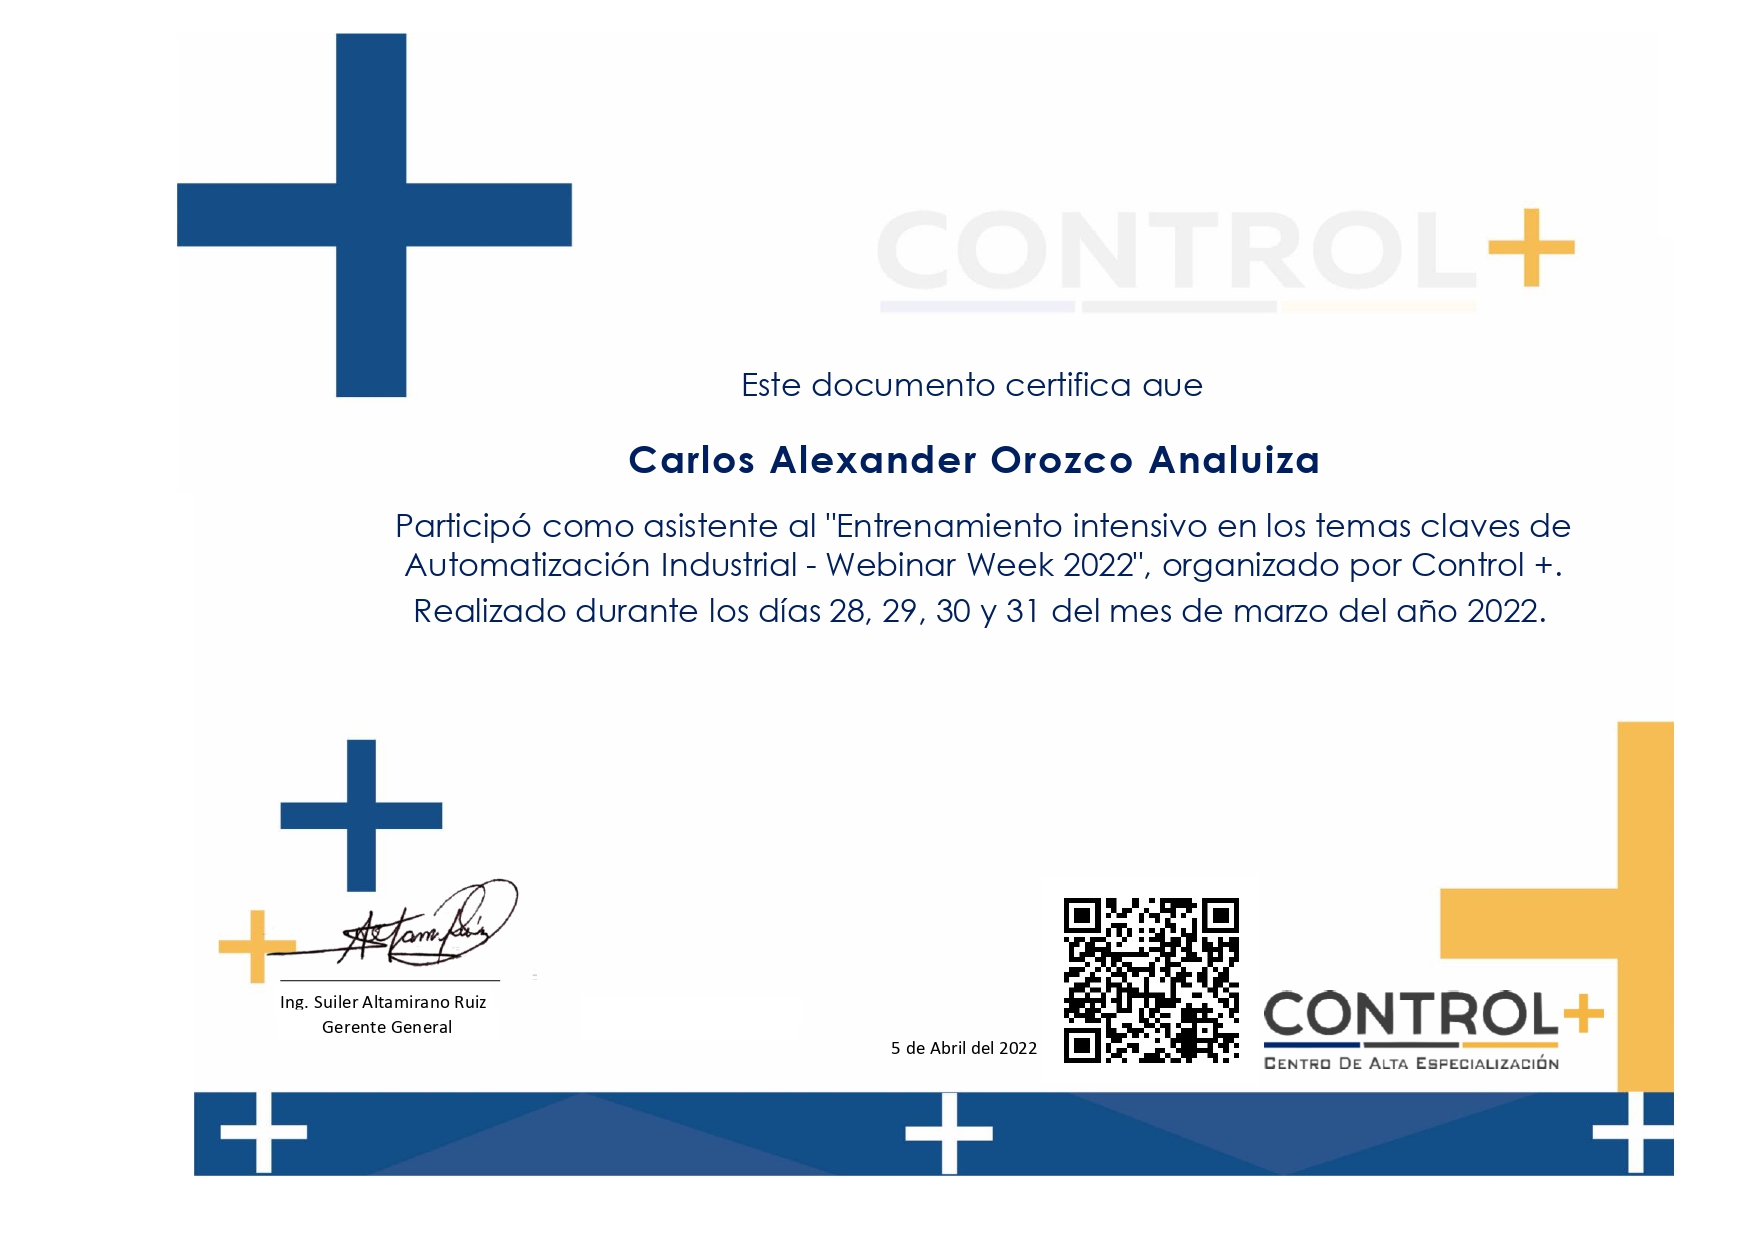 CONTROL+
Este documento certifica aue
Carlos Alexander Orozco Analuiza
Participó como asistente al "Entrenamiento intensivo en los temas claves de
Automatización Industrial - Webinar Week 2022", organizado por Control +.
Realizado durante los días 28, 29, 30 y 31 del mes de marzo del año 2022.
Ing. Suiler Altamirano Ruiz
Gerente General
5 de Abril del 2022
CONTROL+
CENTRO DE ALTA ESPECIALIZACIÓN